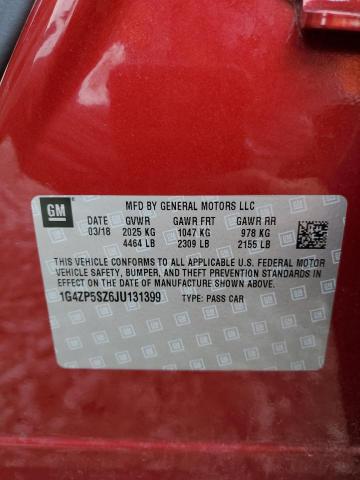 GM
MFD BY GENERAL MOTORS LLC
DATE GVWR GAWR FRT GAWR RR
03/18 2025 KG 1047 KG 978 KG
4464 LB 2309 LB 2155 LB
THIS VEHICLE CONFORMS TO ALL APPLICABLE U.S. FEDERAL MOTOR
VEHICLE SAFETY, BUMPER, AND THEFT PREVENTION STANDARDS IN
EFFECT ON THE DATE OF MANUFACTURE SHOWN ABOVE.
1G4ZP5SZ6JU131399 TYPE: PASS CAR